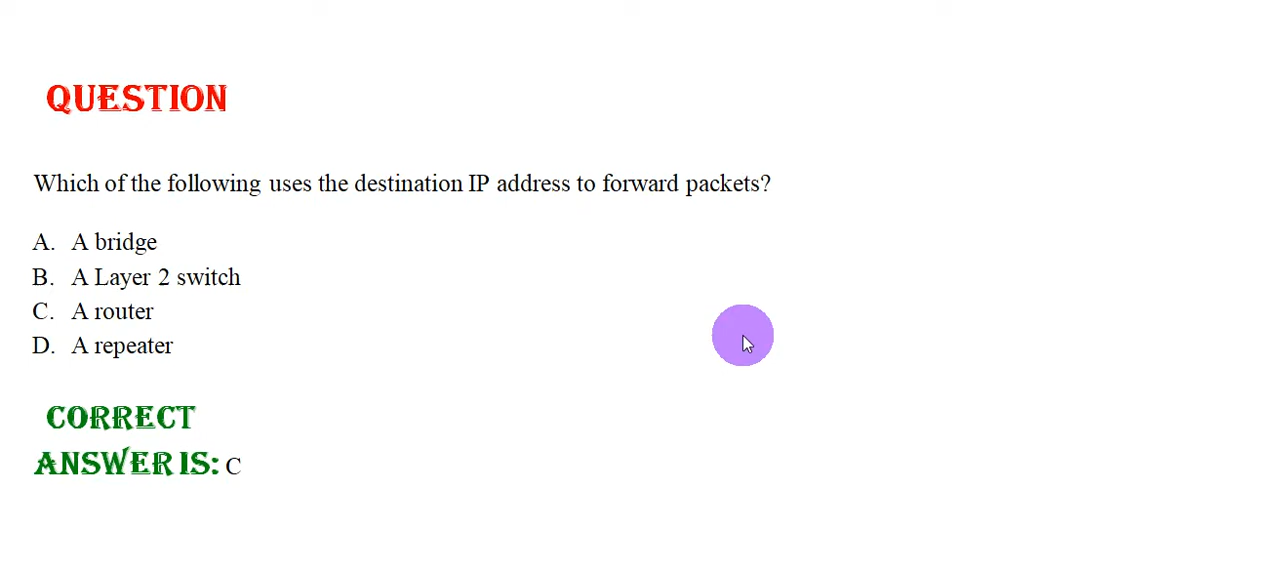 QUESTION
Which of the following uses the destination IP address to forward packets?
A. A bridge
B. A Layer 2 switch
C. A router
D. A repeater
CORRECT
ANSWER IS: C